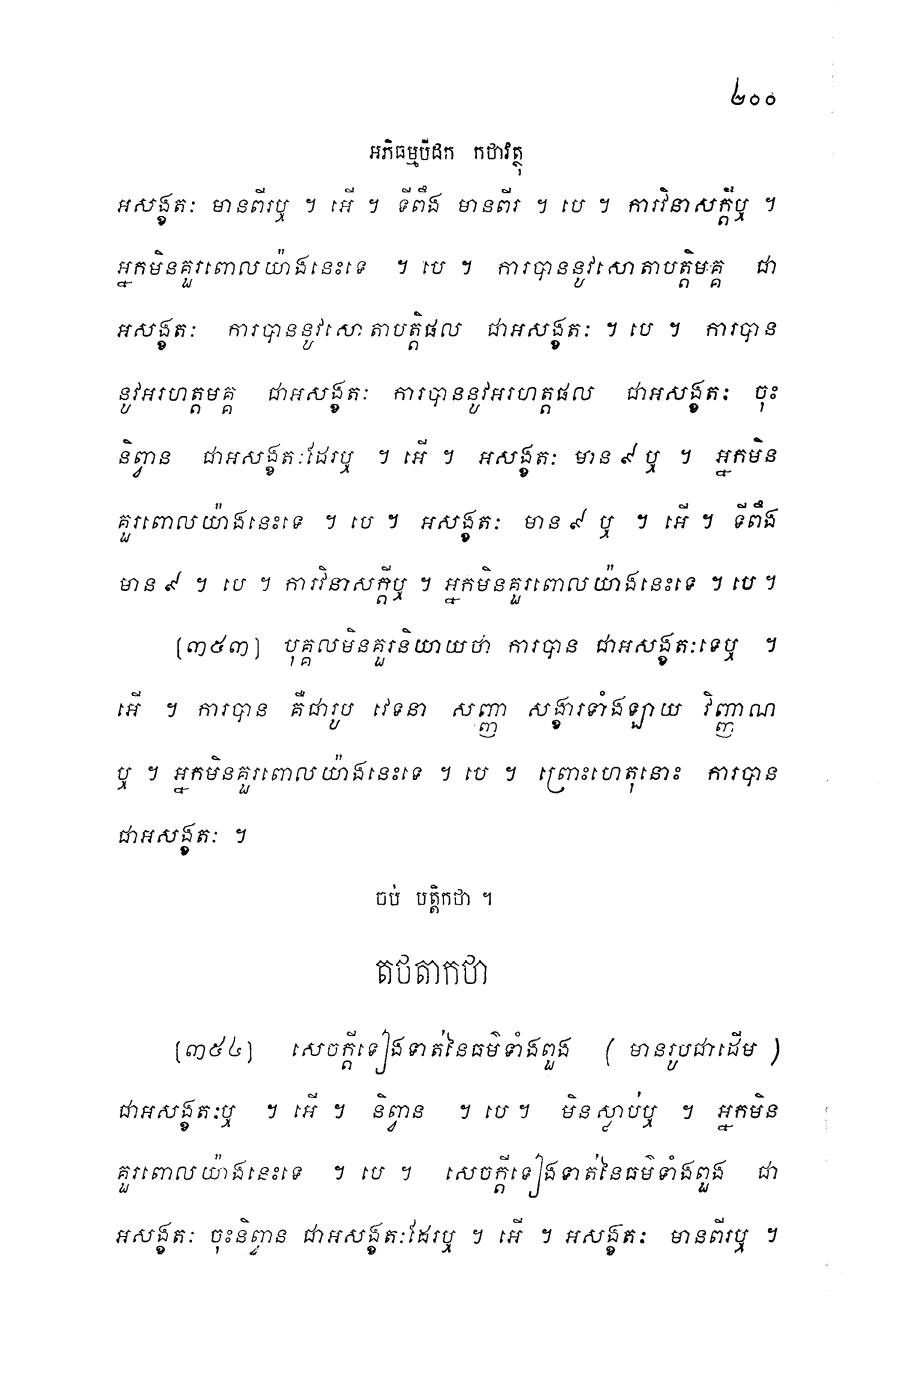 ២០០
អភិធម្មបិដក កថាវត្ថុ
អសង្ខតៈ មានពីរឬ ។ អើ ។ ទីពឹង មានពីរ ។ បេ ។ ការវិនាសក្តីឬ ។
អ្នកមិនគួរពោលយ៉ាងនេះទេ ។ បេ ។ ការបាននូវសោតាបត្តិមគ្គ ជា
អសង្ខតៈ ការបាននូវសោតាបត្តិផល ជាអសង្ខតៈ ។ បេ ។ ការបាន
នូវអរហត្តមគ្គ ជាអសង្ខតៈ ការបាននូវអរហត្តផល ជាអសង្ខតៈ ចុះ
និព្វាន ជាអសង្ខតៈដែរឬ ។ អើ ។ អសង្ខតៈ មាន ៩ ឬ ។ អ្នកមិន
គួរពោលយ៉ាងនេះទេ ។ បេ ។ អសង្ខតៈ មាន ៩ ឬ ។ អើ ។ ទីពឹង
មាន ៩ ។ បេ ។ ការវិនាសក្តីឬ ។ អ្នកមិនគួរពោលយ៉ាងនេះទេ ។ បេ ។
(៣៥៣) បុគ្គលមិនគួរនិយាយថា ការបាន ជាអសង្ខតៈទេឬ ។
អើ ។ ការបាន គឺជារូប វេទនា សញ្ញា សង្ខារទាំងឡាយ វិញ្ញាណ
ឬ ។ អ្នកមិនគួរពោលយ៉ាងនេះទេ ។ បេ ។ ព្រោះហេតុនោះ ការបាន
ជាអសង្ខតៈ ។
ចប់ បត្តិកថា ។
តថតាកថា
(៣៥៤) សេចក្តីទៀងទាត់នៃធម៌ទាំងពួង ( មានរូបជាដើម )
ជាអសង្ខតៈឬ ។ អើ ។ និព្វាន ។ បេ ។ មិនស្លាប់ឬ ។ អ្នកមិន
គួរពោលយ៉ាងនេះទេ ។ បេ ។ សេចក្តីទៀងទាត់នៃធម៌ទាំងពួង ជា
អសង្ខតៈ ចុះនិព្វាន ជាអសង្ខតៈដែរឬ ។ អើ ។ អសង្ខតៈ មានពីរឬ ។